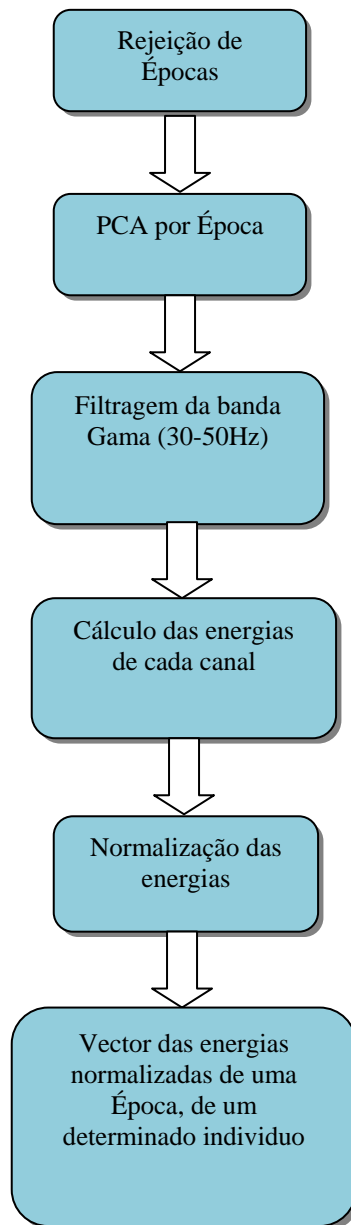 Rejeição de
Épocas
PCA por Época
Filtragem da banda
Gama (30-50Hz)
Cálculo das energias
de cada canal
Normalização das
energias
Vector das energias
normalizadas de uma
Época, de um
determinado individuo